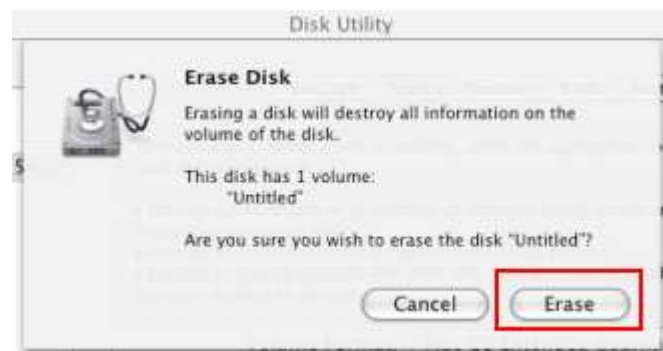 Disk Utility
Erase Disk
Erasing a disk will destroy all information on the
volume of the disk.
This disk has 1 volume:
"Untitled"
Are you sure you wish to erase the disk "Untitled"?
Cancel
Erase